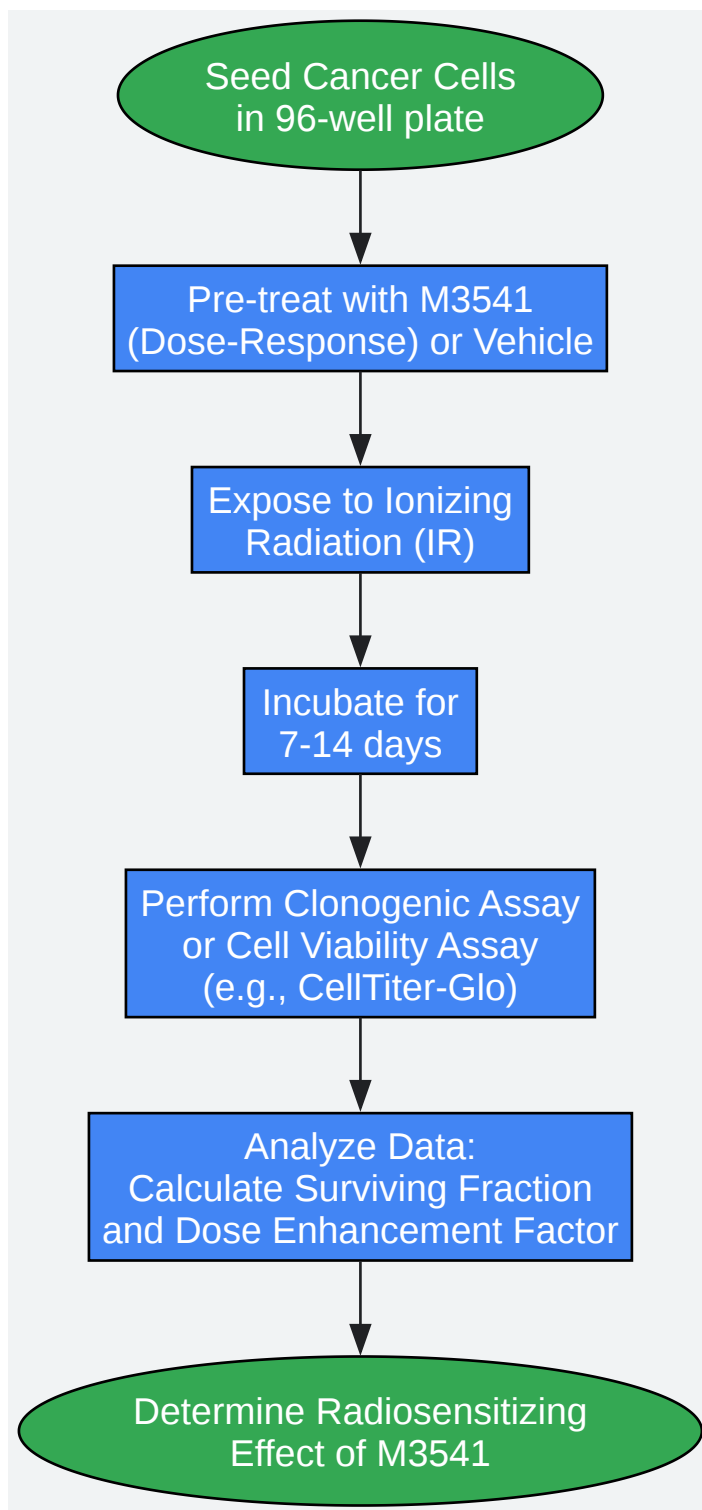 Seed Cancer Cells
in 96-well plate
Pre-treat with M3541
(Dose-Response) or Vehicle
Expose to Ionizing
Radiation (IR)
Incubate for
7-14 days
Perform Clonogenic Assay
or Cell Viability Assay
(e.g., CellTiter-Glo)
Analyze Data:
Calculate Surviving Fraction
and Dose Enhancement Factor
Determine Radiosensitizing
Effect of M3541